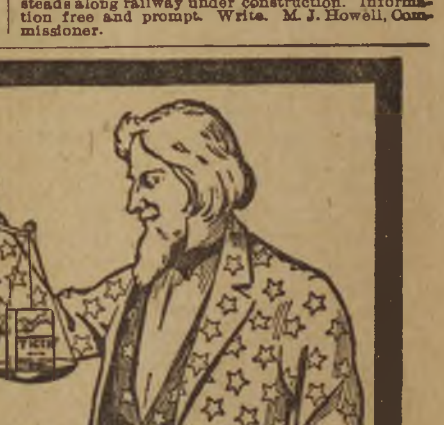 steads along railway under construction. Informa-
tion free and prompt. Write. M. J. Howell, Com-
missioner.